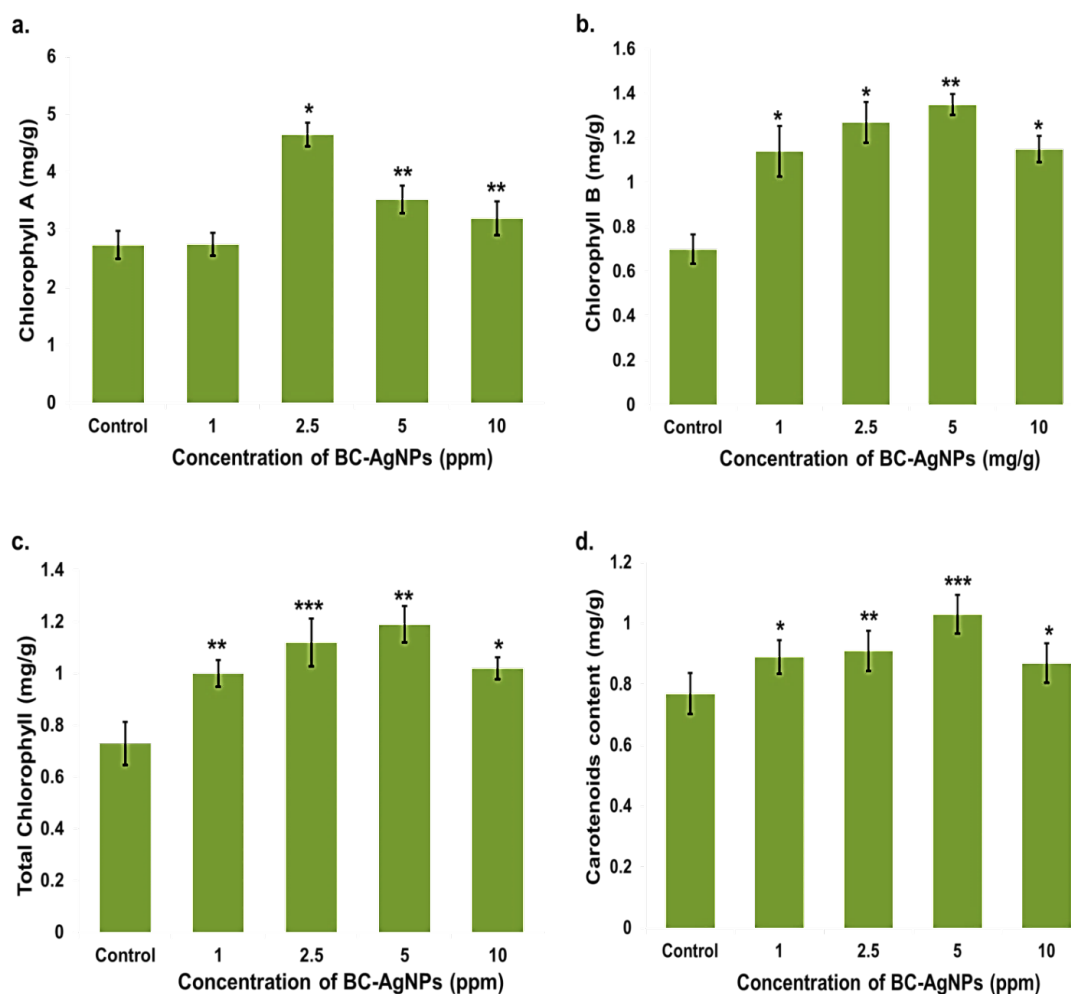 a.
Chlorophyll A (mg/g)
6
5
4
3
2
1
0
*
**
**
Control 1 2.5 5 10
Concentration of BC-AgNPs (ppm)
b.
Chlorophyll B (mg/g)
1.6
1.4
1.2
1
0.8
0.6
0.4
0.2
0
*
*
**
*
Control 1 2.5 5 10
Concentration of BC-AgNPs (mg/g)
c.
Total Chlorophyll (mg/g)
1.4
1.2
1
0.8
0.6
0.4
0.2
0
**
***
**
*
Control 1 2.5 5 10
Concentration of BC-AgNPs (ppm)
d.
Carotenoids content (mg/g)
1.2
1
0.8
0.6
0.4
0.2
0
*
**
***
*
Control 1 2.5 5 10
Concentration of BC-AgNPs (ppm)